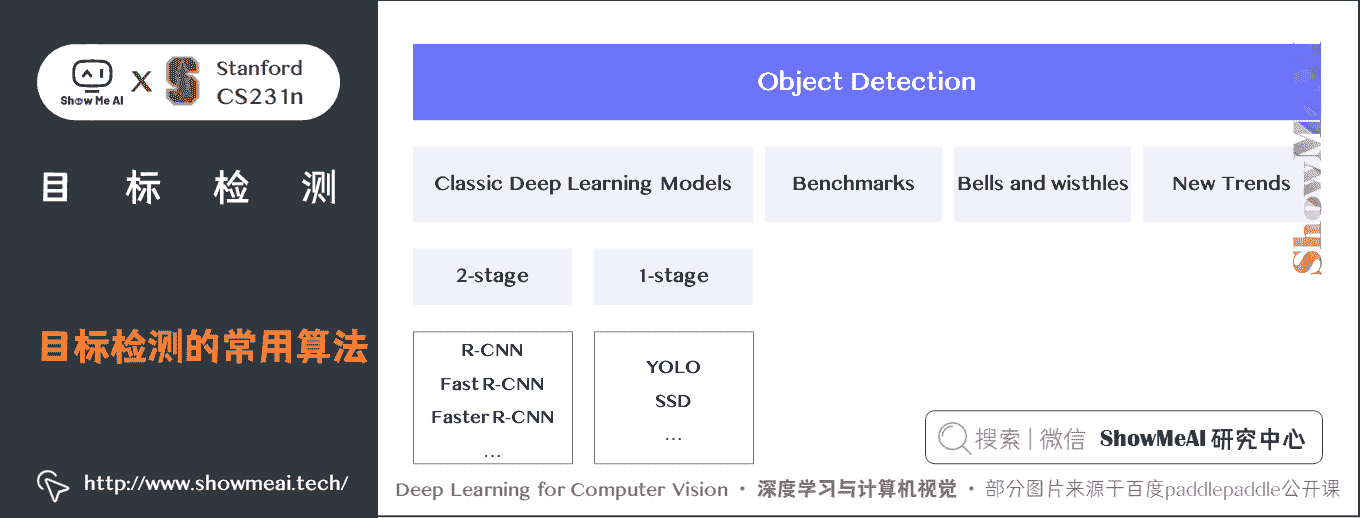 Show Me AI
X
Stanford
CS231n
目标检测
目标检测的常用算法
http://www.showmeai.tech/
Object Detection
Classic Deep Learning Models
Benchmarks
Bells and wisthles
New Trends
2-stage
1-stage
R-CNN
Fast R-CNN
Faster R-CNN
...
YOLO
SSD
...
搜索 | 微信 ShowMeAI 研究中心
Deep Learning for Computer Vision · 深度学习与计算机视觉 · 部分图片来源于百度paddlepaddle公开课